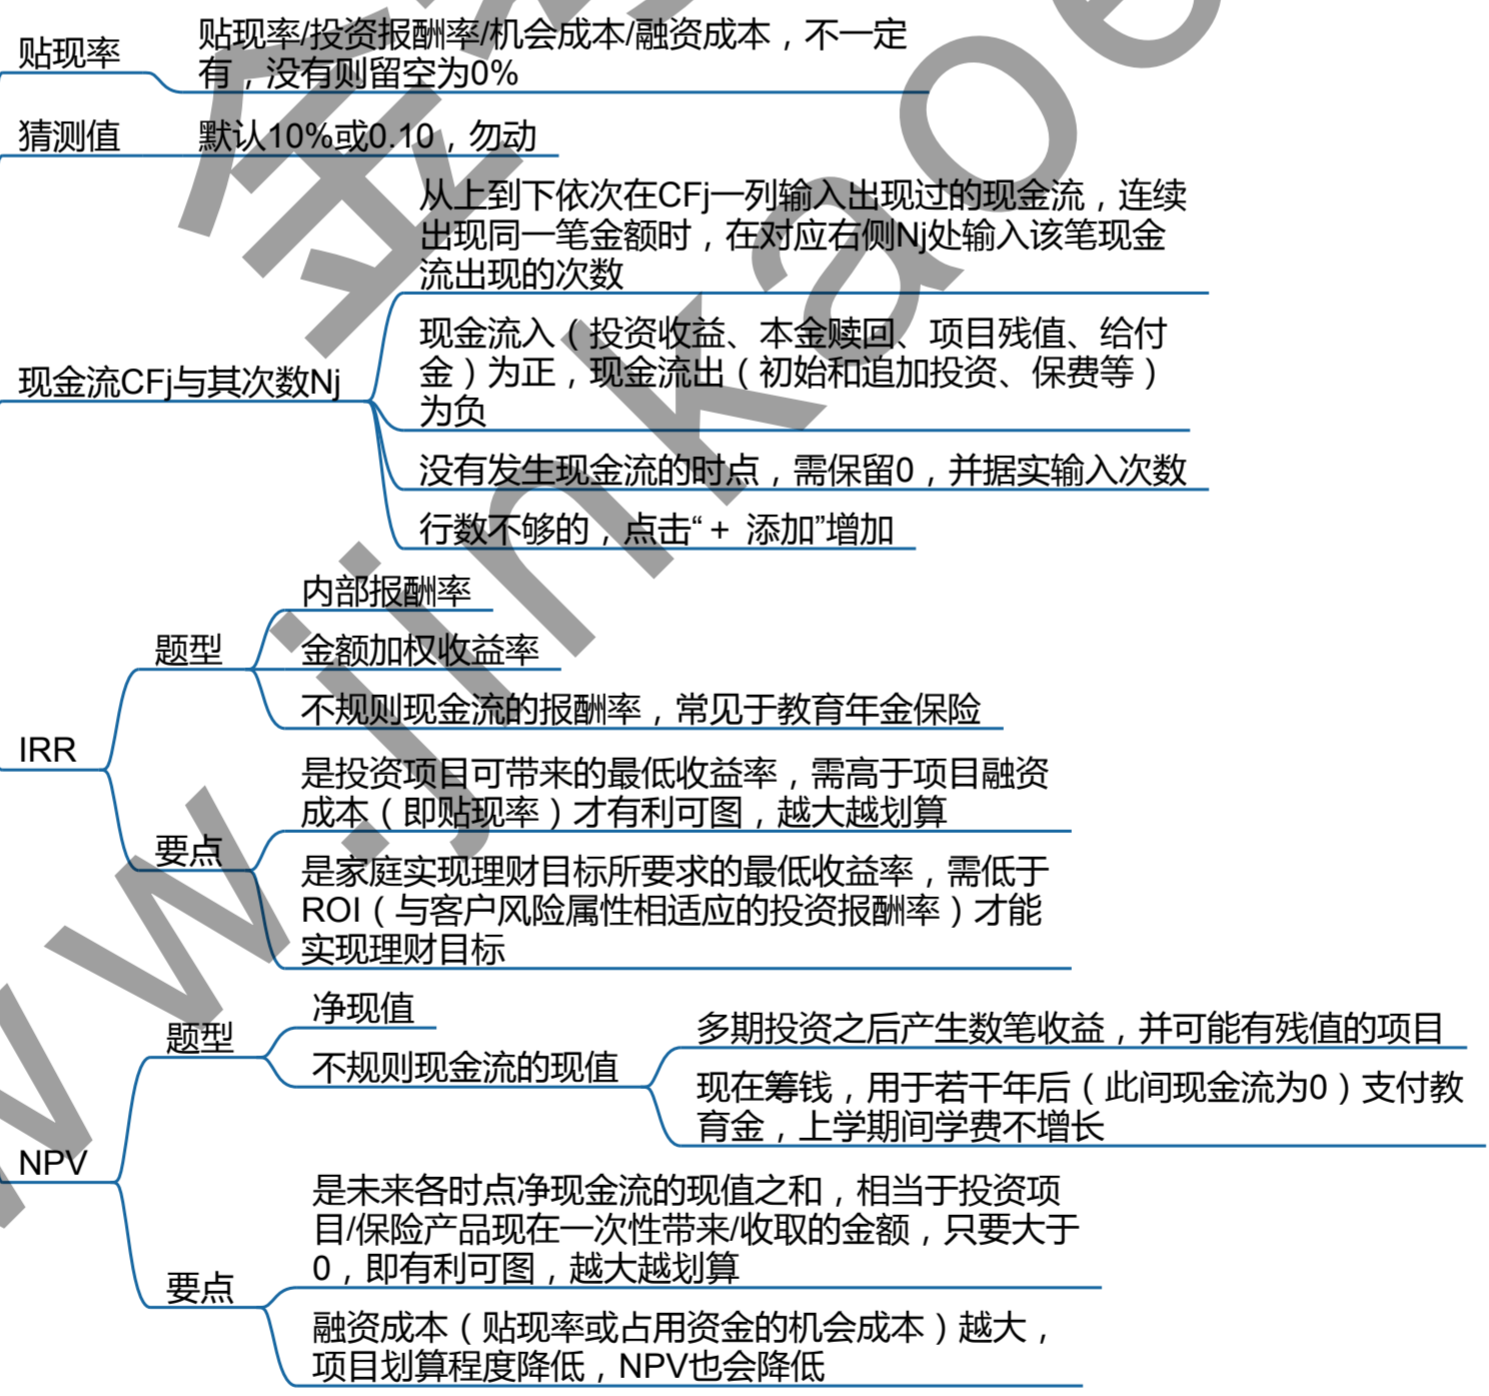 贴现率
贴现率/投资报酬率/机会成本/融资成本，不一定
有，没有则留空为0%
猜测值
默认10%或0.10，勿动
现金流CFj与其次数Nj
从上到下依次在CFj一列输入出现过的现金流，连续
出现同一笔金额时，在对应右侧Nj处输入该笔现金
流出现的次数
现金流入（投资收益、本金赎回、项目残值、给付
金）为正，现金流出（初始和追加投资、保费等）
为负
没有发生现金流的时点，需保留0，并据实输入次数
行数不够的，点击“＋ 添加”增加
IRR
题型
内部报酬率
金额加权收益率
不规则现金流的报酬率，常见于教育年金保险
要点
是投资项目可带来的最低收益率，需高于项目融资
成本（即贴现率）才有利可图，越大越划算
是家庭实现理财目标所要求的最低收益率，需低于
ROI（与客户风险属性相适应的投资报酬率）才能
实现理财目标
NPV
题型
净现值
不规则现金流的现值
多期投资之后产生数笔收益，并可能有残值的项目
现在筹钱，用于若干年后（此间现金流为0）支付教
育金，上学期间学费不增长
要点
是未来各时点净现金流的现值之和，相当于投资项
目/保险产品现在一次性带来/收取的金额，只要大于
0，即有利可图，越大越划算
融资成本（贴现率或占用资金的机会成本）越大，
项目划算程度降低，NPV也会降低
金
w.jinkaoe